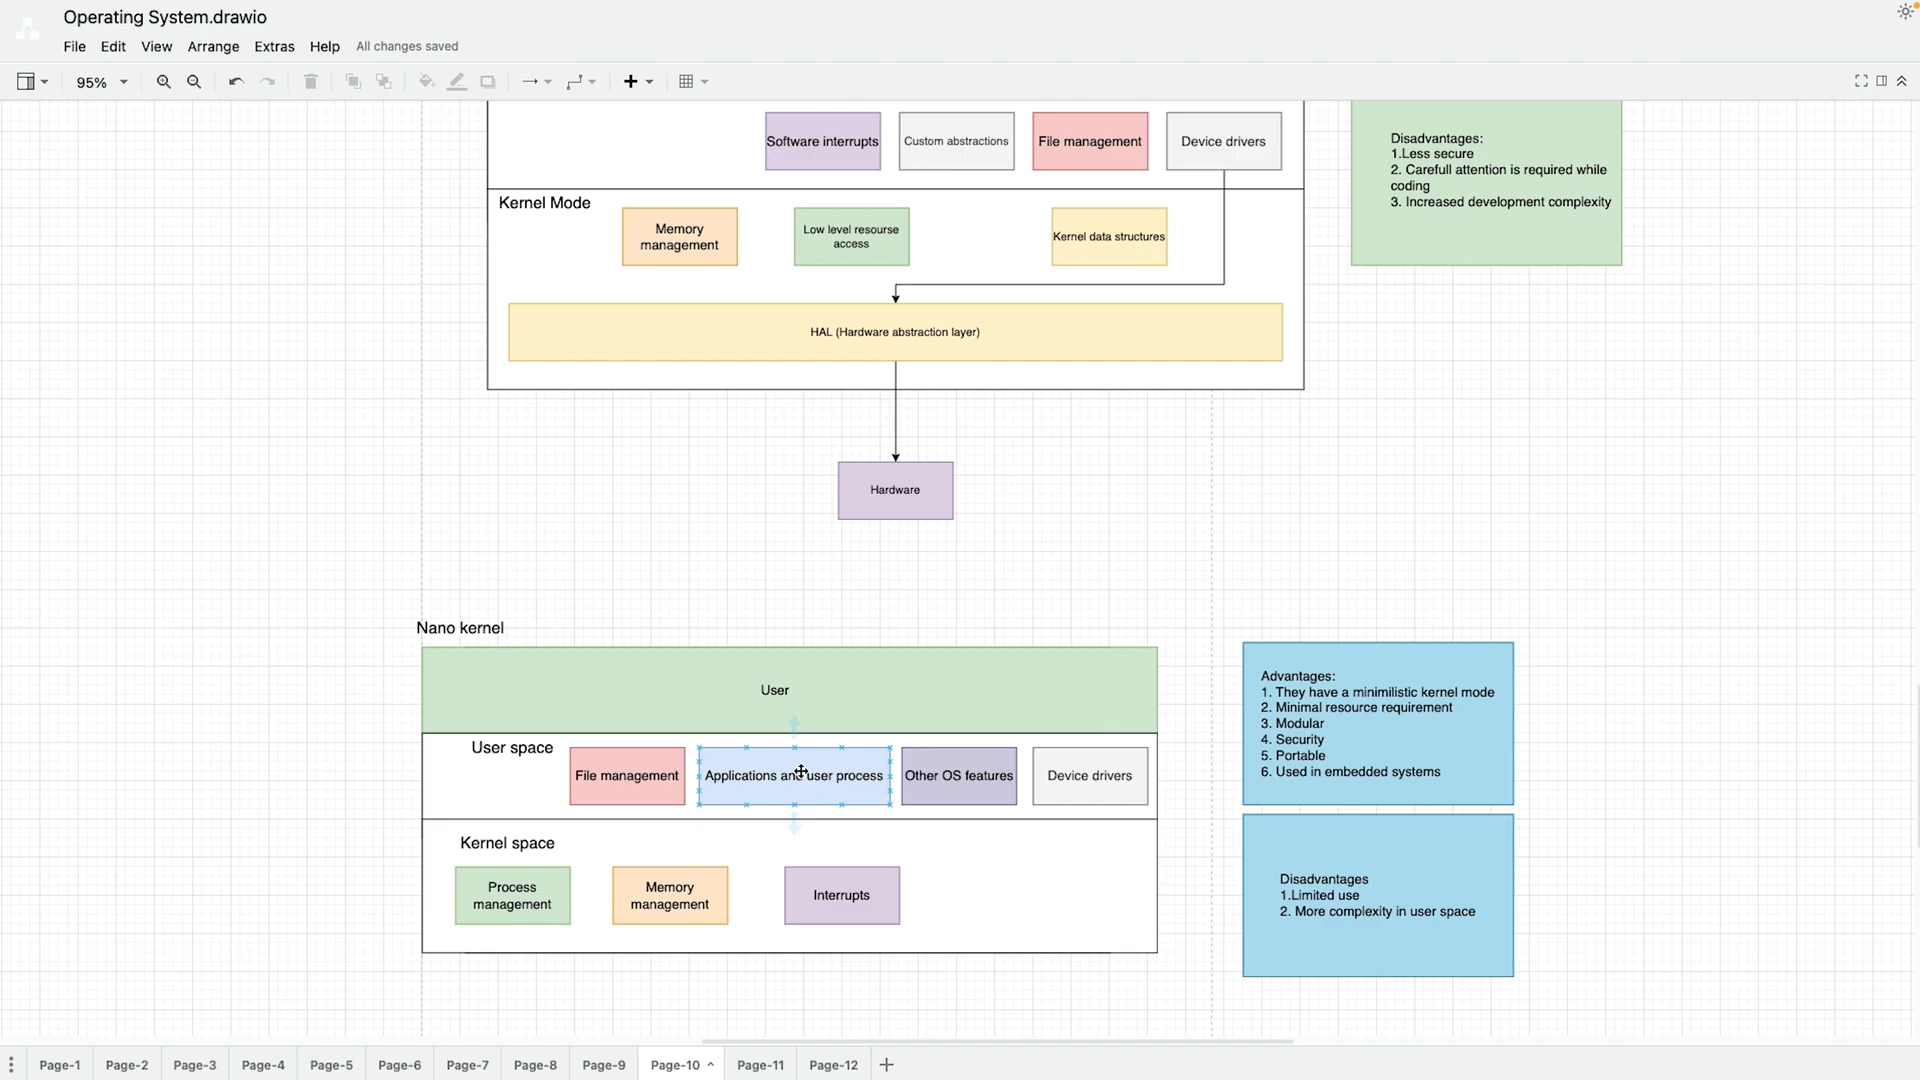 Operating System.drawio
File Edit View Arrange Extras Help All changes saved
95%
Software interrupts
Custom abstractions
File management
Device drivers
Disadvantages:
1.Less secure
2. Carefull attention is required while
coding
3. Increased development complexity
Kernel Mode
Memory
management
Low level resourse
access
Kernel data structures
HAL (Hardware abstraction layer)
Hardware
Nano kernel
User
User space
File management
Applications and user process
Other OS features
Device drivers
Kernel space
Process
management
Memory
management
Interrupts
Advantages:
1. They have a minimilistic kernel mode
2. Minimal resource requirement
3. Modular
4. Security
5. Portable
6. Used in embedded systems
Disadvantages
1.Limited use
2. More complexity in user space
Page-1 Page-2 Page-3 Page-4 Page-5 Page-6 Page-7 Page-8 Page-9 Page-10 Page-11 Page-12